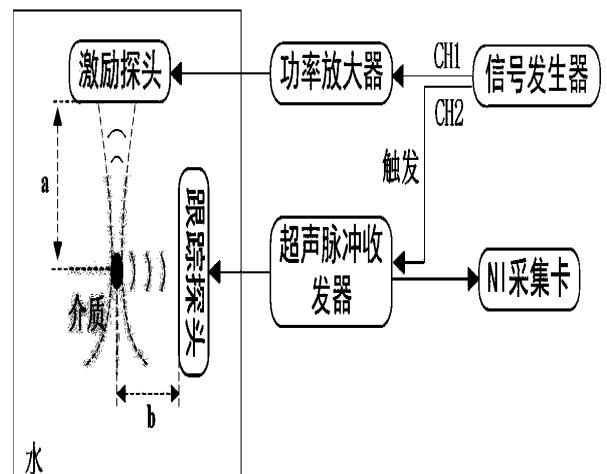 激励探头
功率放大器
CH1
信号发生器
CH2
触发
a
跟踪探头
超声脉冲收
发器
NI采集卡
介质
b
水